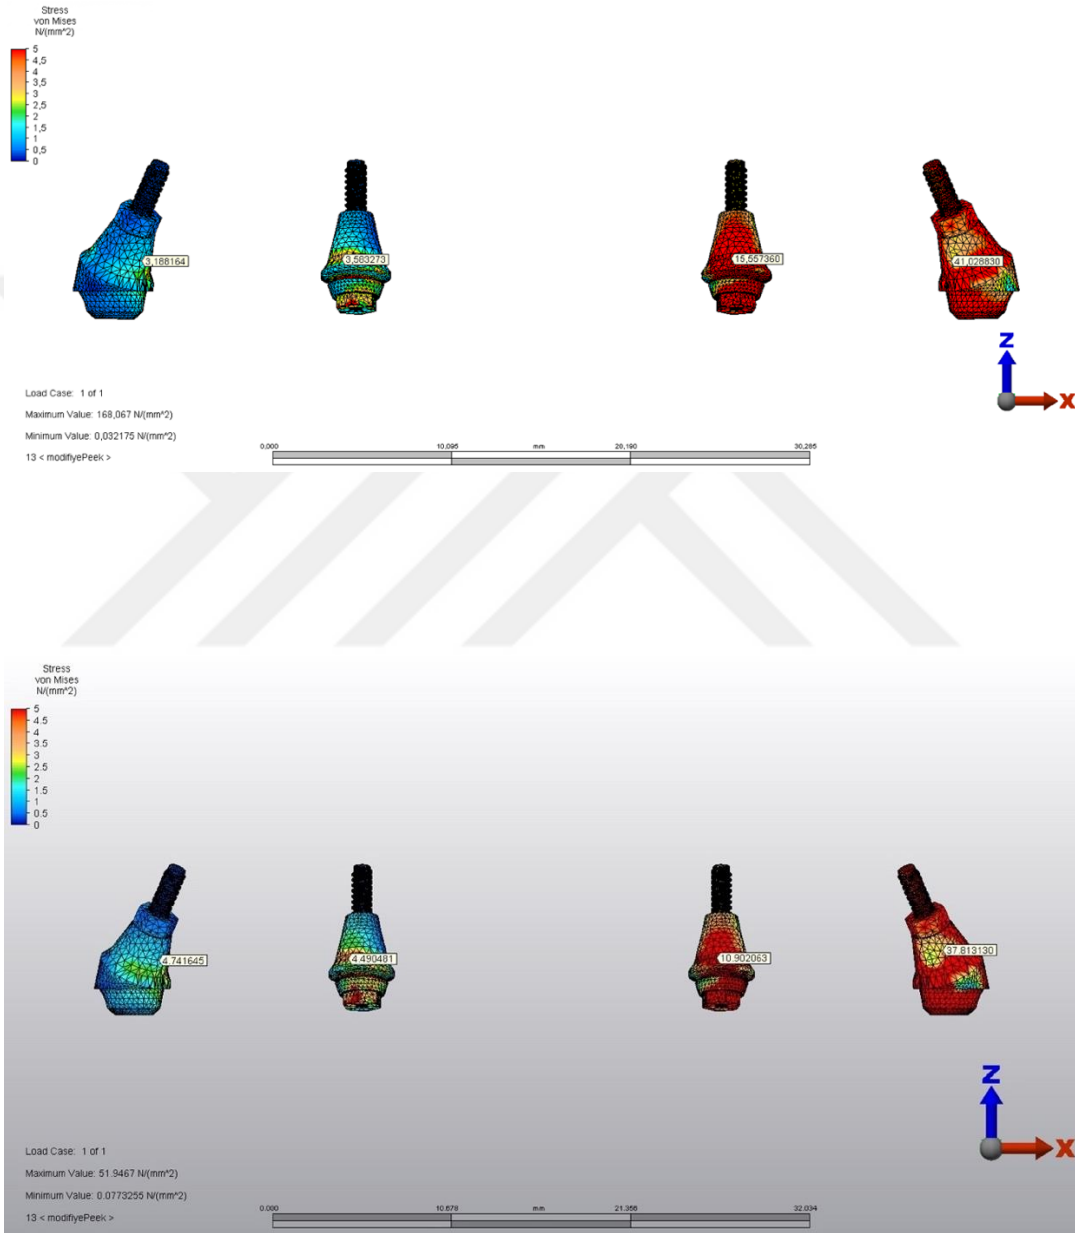 Stress
von Mises
N/(mm^2)
5
4,5
4
3,5
3
2,5
2
1,5
1
0,5
0
3,188164
3,583273
15,557360
41,028830
Z
X
Load Case: 1 of 1
Maximum Value: 168,067 N/(mm^2)
Minimum Value: 0,032175 N/(mm^2)
13 < modifiyePeek >
0,000 10,095 mm 20,190 30,285
Stress
von Mises
N/(mm^2)
5
4.5
4
3.5
3
2.5
2
1.5
1
0.5
0
4.741645
4.490481
10.902063
37.813130
Z
X
Load Case: 1 of 1
Maximum Value: 51.9467 N/(mm^2)
Minimum Value: 0.0773255 N/(mm^2)
13 < modifiyePeek >
0.000 10.678 mm 21.356 32.034